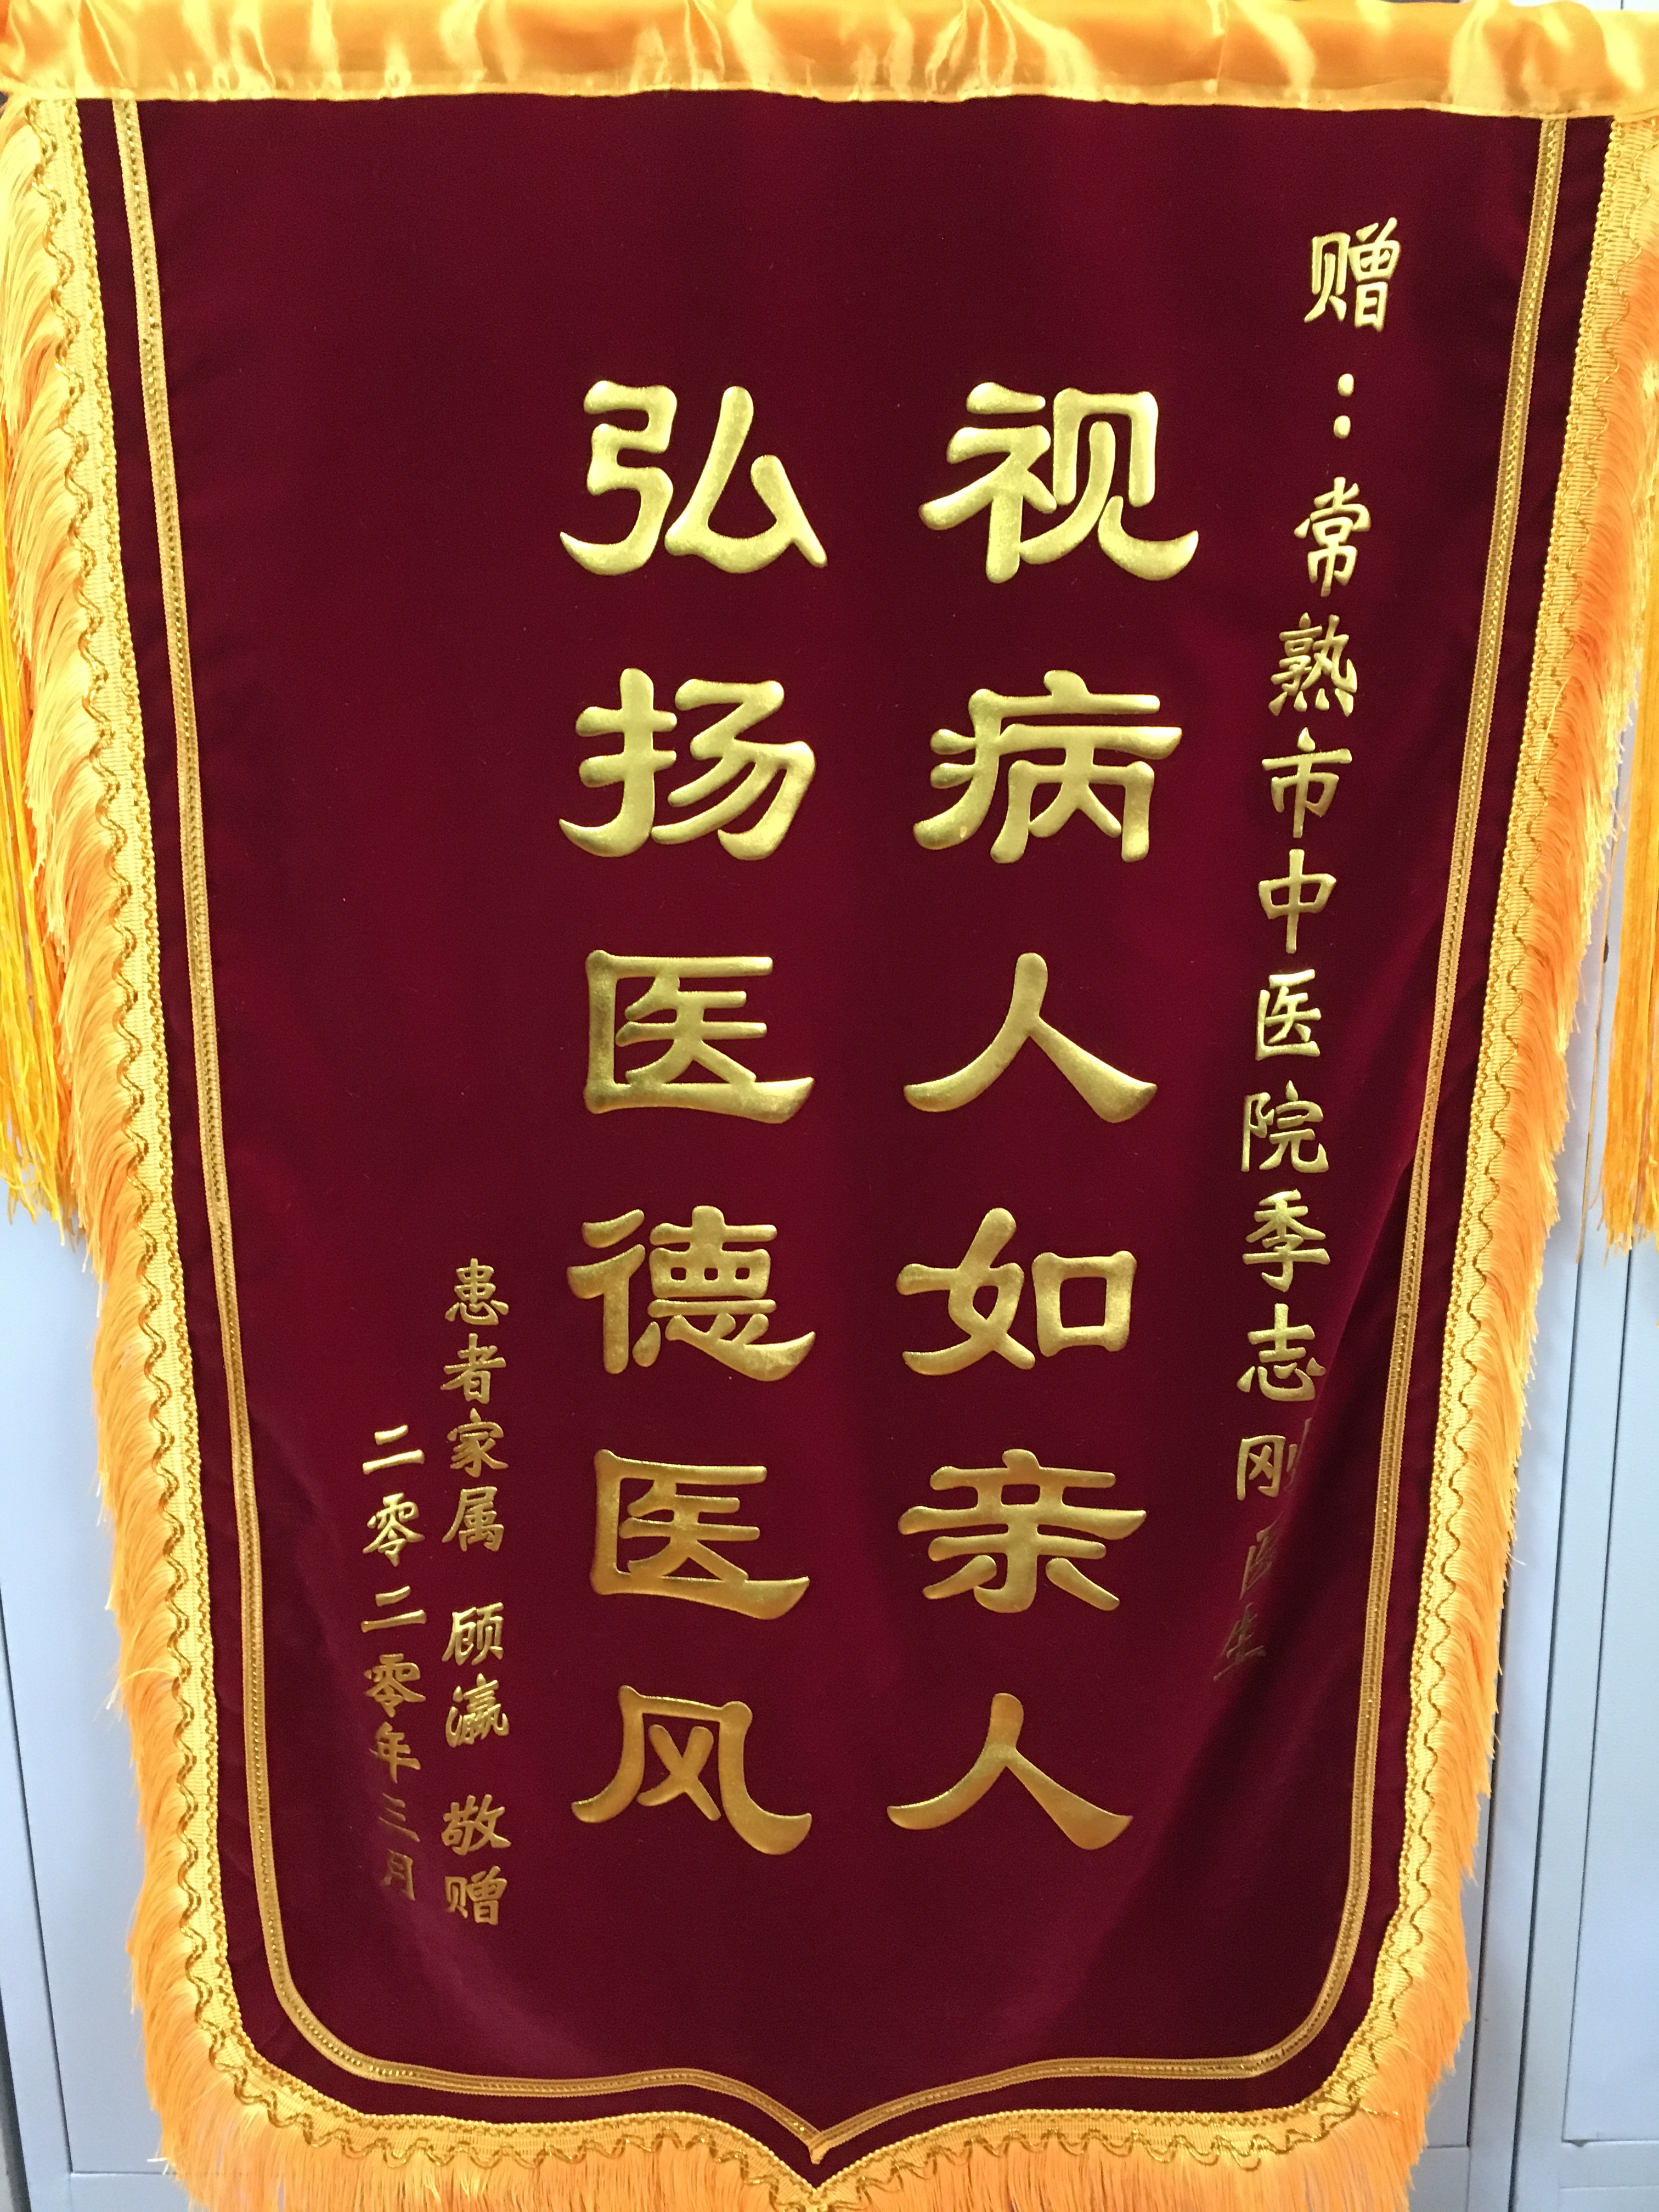 赠：常熟市中医院季志刚医生
视病人如亲人
弘扬医德医风
患者家属 顾瀛 敬赠
二零二零年三月